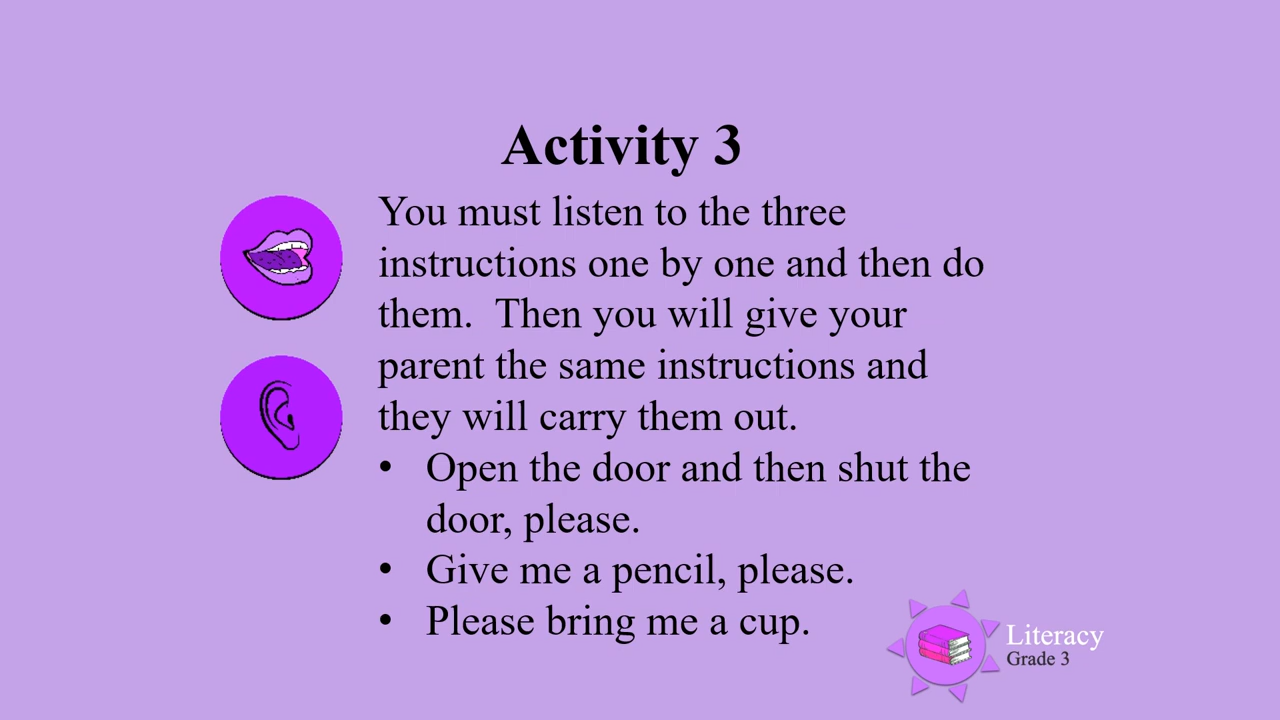 Activity 3
You must listen to the three
instructions one by one and then do
them.  Then you will give your
parent the same instructions and
they will carry them out.
• Open the door and then shut the
door, please.
• Give me a pencil, please.
• Please bring me a cup.
Literacy
Grade 3